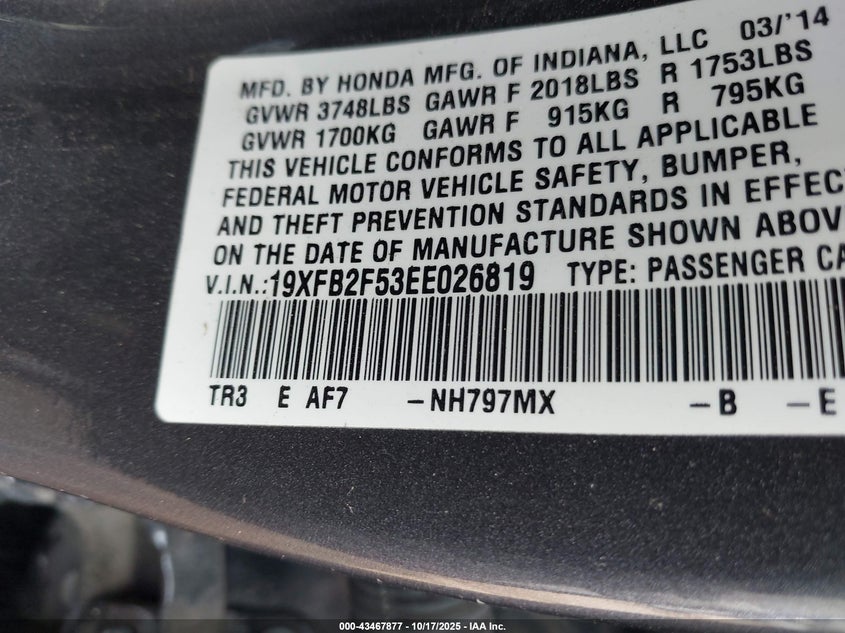 MFD. BY HONDA MFG. OF INDIANA, LLC 03/'14
GVWR 3748LBS GAWR F 2018LBS R 1753LBS
GVWR 1700KG GAWR F 915KG R 795KG
THIS VEHICLE CONFORMS TO ALL APPLICABLE
FEDERAL MOTOR VEHICLE SAFETY, BUMPER,
AND THEFT PREVENTION STANDARDS IN EFFEC
ON THE DATE OF MANUFACTURE SHOWN ABOV
V.I.N.:19XFB2F53EE026819 TYPE: PASSENGER CA
TR3 E AF7 -NH797MX -B -E
000-43467877 - 10/17/2025 - IAA Inc.